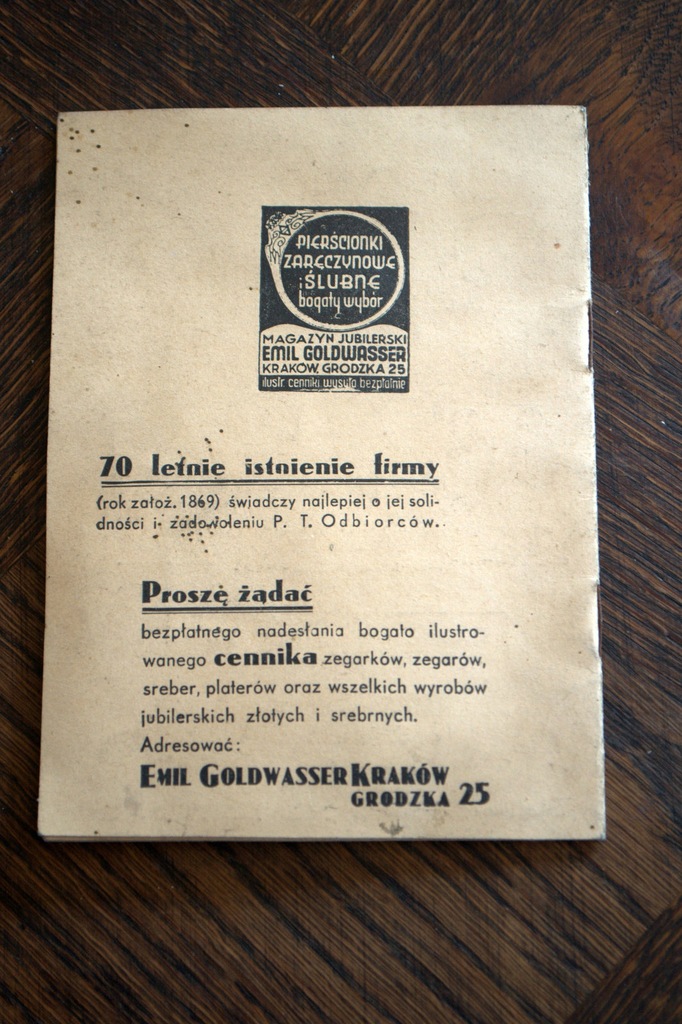 PIERŚCIONKI
ZARĘCZYNOWE
i ŚLUBNE
bogaty wybór
MAGAZYN JUBILERSKI
EMIL GOLDWASSER
KRAKÓW, GRODZKA 25
ilustr. cenniki wysyła bezpłatnie
70 letnie istnienie firmy
(rok założ. 1869) świadczy najlepiej o jej soli-
dności i zadowoleniu P. T. Odbiorców.
Proszę żądać
bezpłatnego nadesłania bogato ilustro-
wanego cennika zegarków, zegarów,
sreber, platerów oraz wszelkich wyrobów
jubilerskich złotych i srebrnych.
Adresować:
EMIL GOLDWASSER KRAKÓW
GRODZKA 25